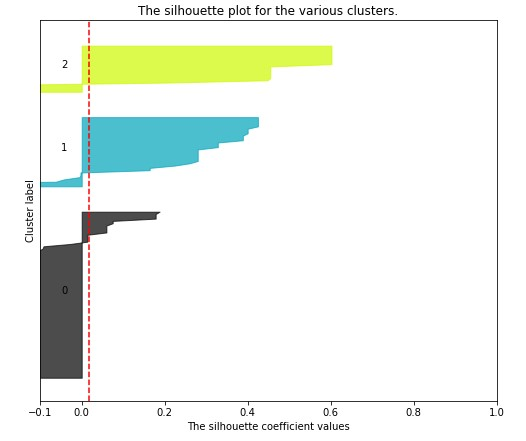 The silhouette plot for the various clusters.
2
1
Cluster label
0
−0.1 0.0 0.2 0.4 0.6 0.8 1.0
The silhouette coefficient values